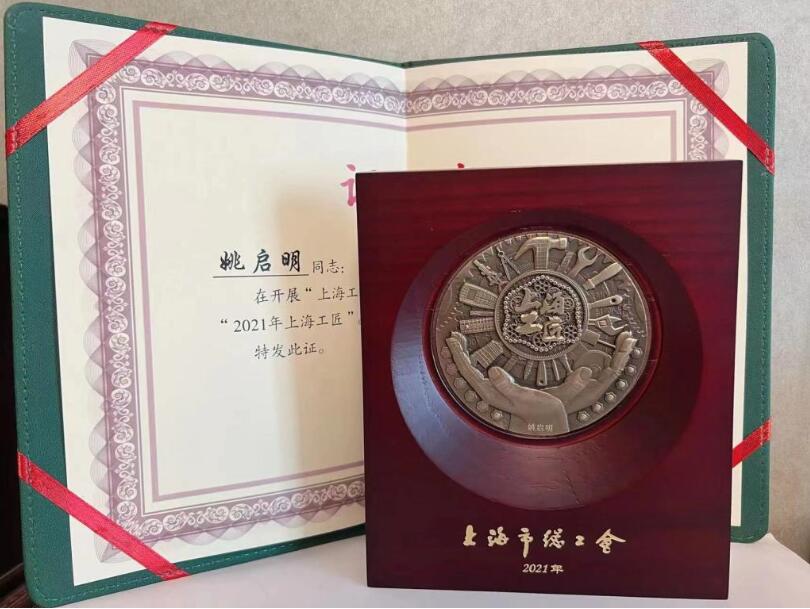 姚启明同志：
在开展“上海工
“2021年上海工匠”
特发此证。
上海
工匠
姚启明
上海市总工會
2021年